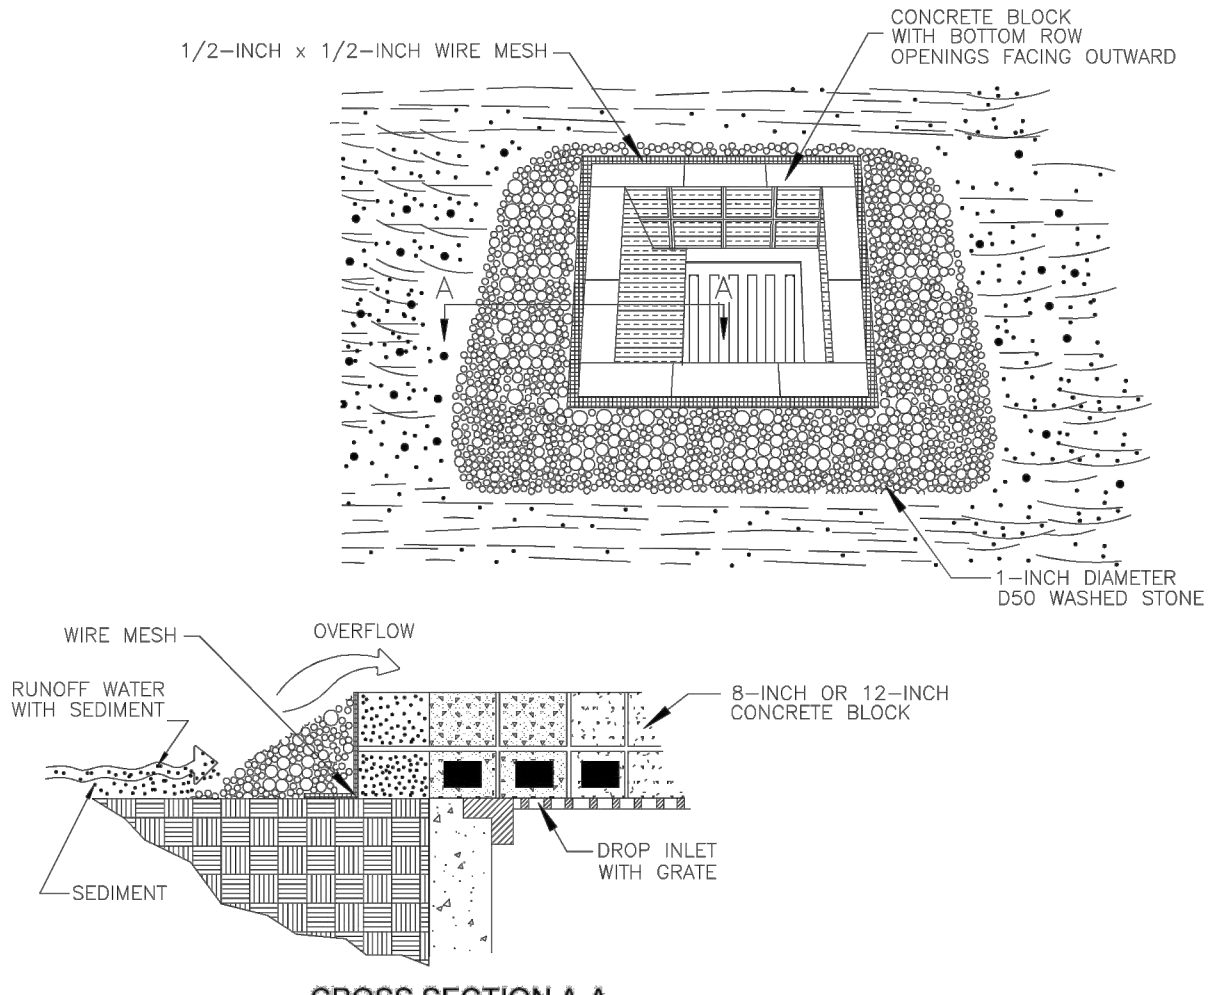 CONCRETE BLOCK
WITH BOTTOM ROW
OPENINGS FACING OUTWARD
1/2-INCH x 1/2-INCH WIRE MESH
A
A
1-INCH DIAMETER
D50 WASHED STONE
WIRE MESH
OVERFLOW
RUNOFF WATER
WITH SEDIMENT
8-INCH OR 12-INCH
CONCRETE BLOCK
DROP INLET
WITH GRATE
SEDIMENT
CROSS SECTION A-A